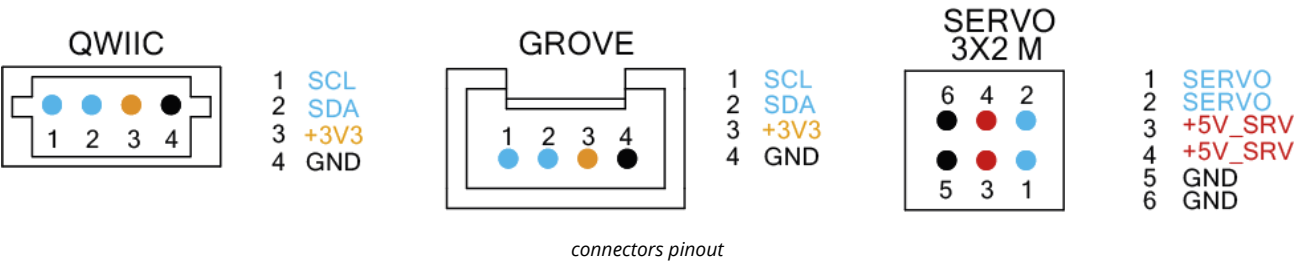 QWIIC
1 2 3 4
1 SCL
2 SDA
3 +3V3
4 GND
GROVE
1 2 3 4
1 SCL
2 SDA
3 +3V3
4 GND
SERVO
3X2 M
6 4 2
5 3 1
1 SERVO
2 SERVO
3 +5V_SRV
4 +5V_SRV
5 GND
6 GND
connectors pinout